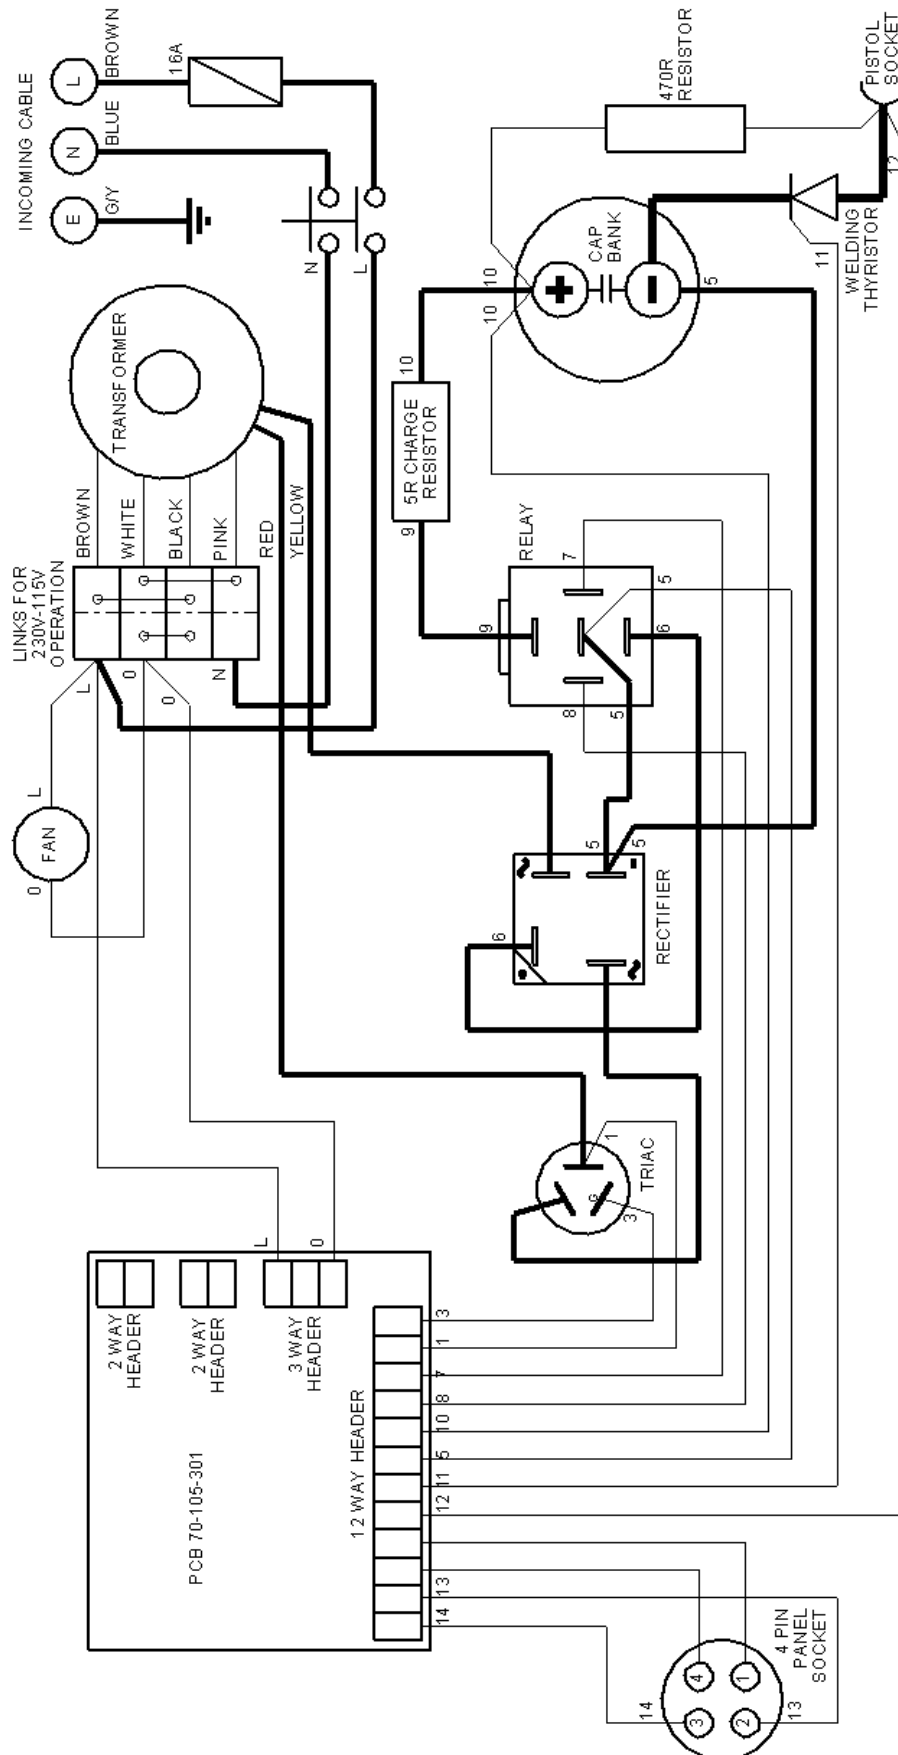 INCOMING CABLE
E
N
L
G/Y
BLUE
BROWN
16A
N
L
TRANSFORMER
LINKS FOR
230V-115V
OPERATION
BROWN
WHITE
BLACK
PINK
RED
YELLOW
L
0
0
N
FAN
L
0
470R
RESISTOR
PISTOL
SOCKET
12
WELDING
THYRISTOR
11
CAP
BANK
+
-
10
10
5
5R CHARGE
RESISTOR
10
9
RELAY
9
7
5
6
8
5
RECTIFIER
~
~
+
-
6
5
5
TRIAC
1
G
3
PCB 70-105-301
2 WAY
HEADER
2 WAY
HEADER
3 WAY
HEADER
L
0
12 WAY HEADER
3
1
7
8
10
5
11
12
13
14
4 PIN
PANEL
SOCKET
14
13
4
1
3
2